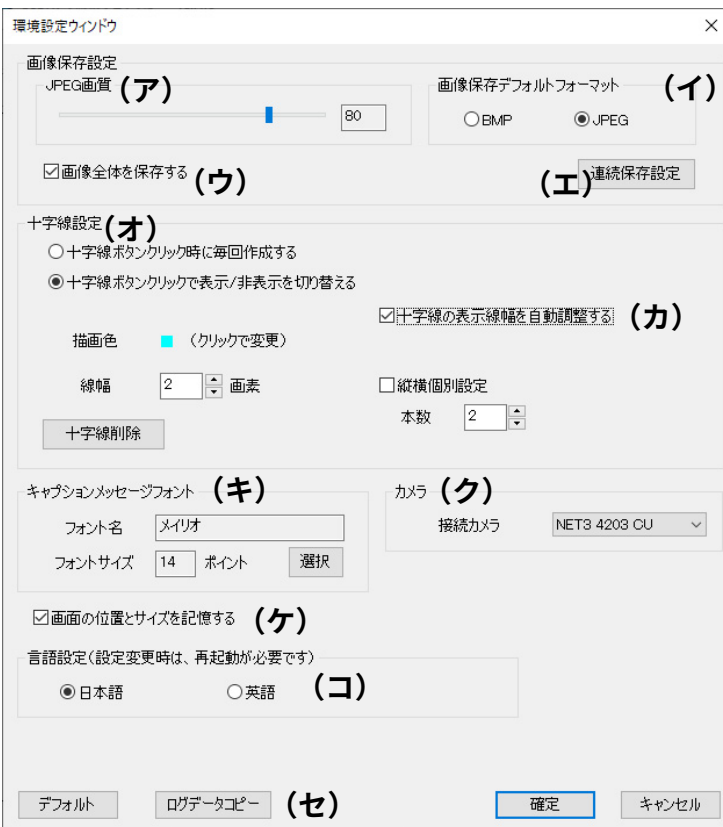 環境設定ウィンドウ
画像保存設定
JPEG画質 (ア)
80
画像保存デフォルトフォーマット (イ)
BMP JPEG
画像全体を保存する (ウ)
(エ) 連続保存設定
十字線設定 (オ)
十字線ボタンクリック時に毎回作成する
十字線ボタンクリックで表示/非表示を切り替える
十字線の表示線幅を自動調整する (カ)
描画色 (クリックで変更)
線幅 2 画素
縦横個別設定
本数 2
十字線削除
キャプションメッセージフォント (キ)
フォント名 メイリオ
フォントサイズ 14 ポイント 選択
カメラ (ク)
接続カメラ NET3 4203 CU
画面の位置とサイズを記憶する (ケ)
言語設定(設定変更時は、再起動が必要です)
日本語 英語 (コ)
デフォルト ログデータコピー (セ) 確定 キャンセル